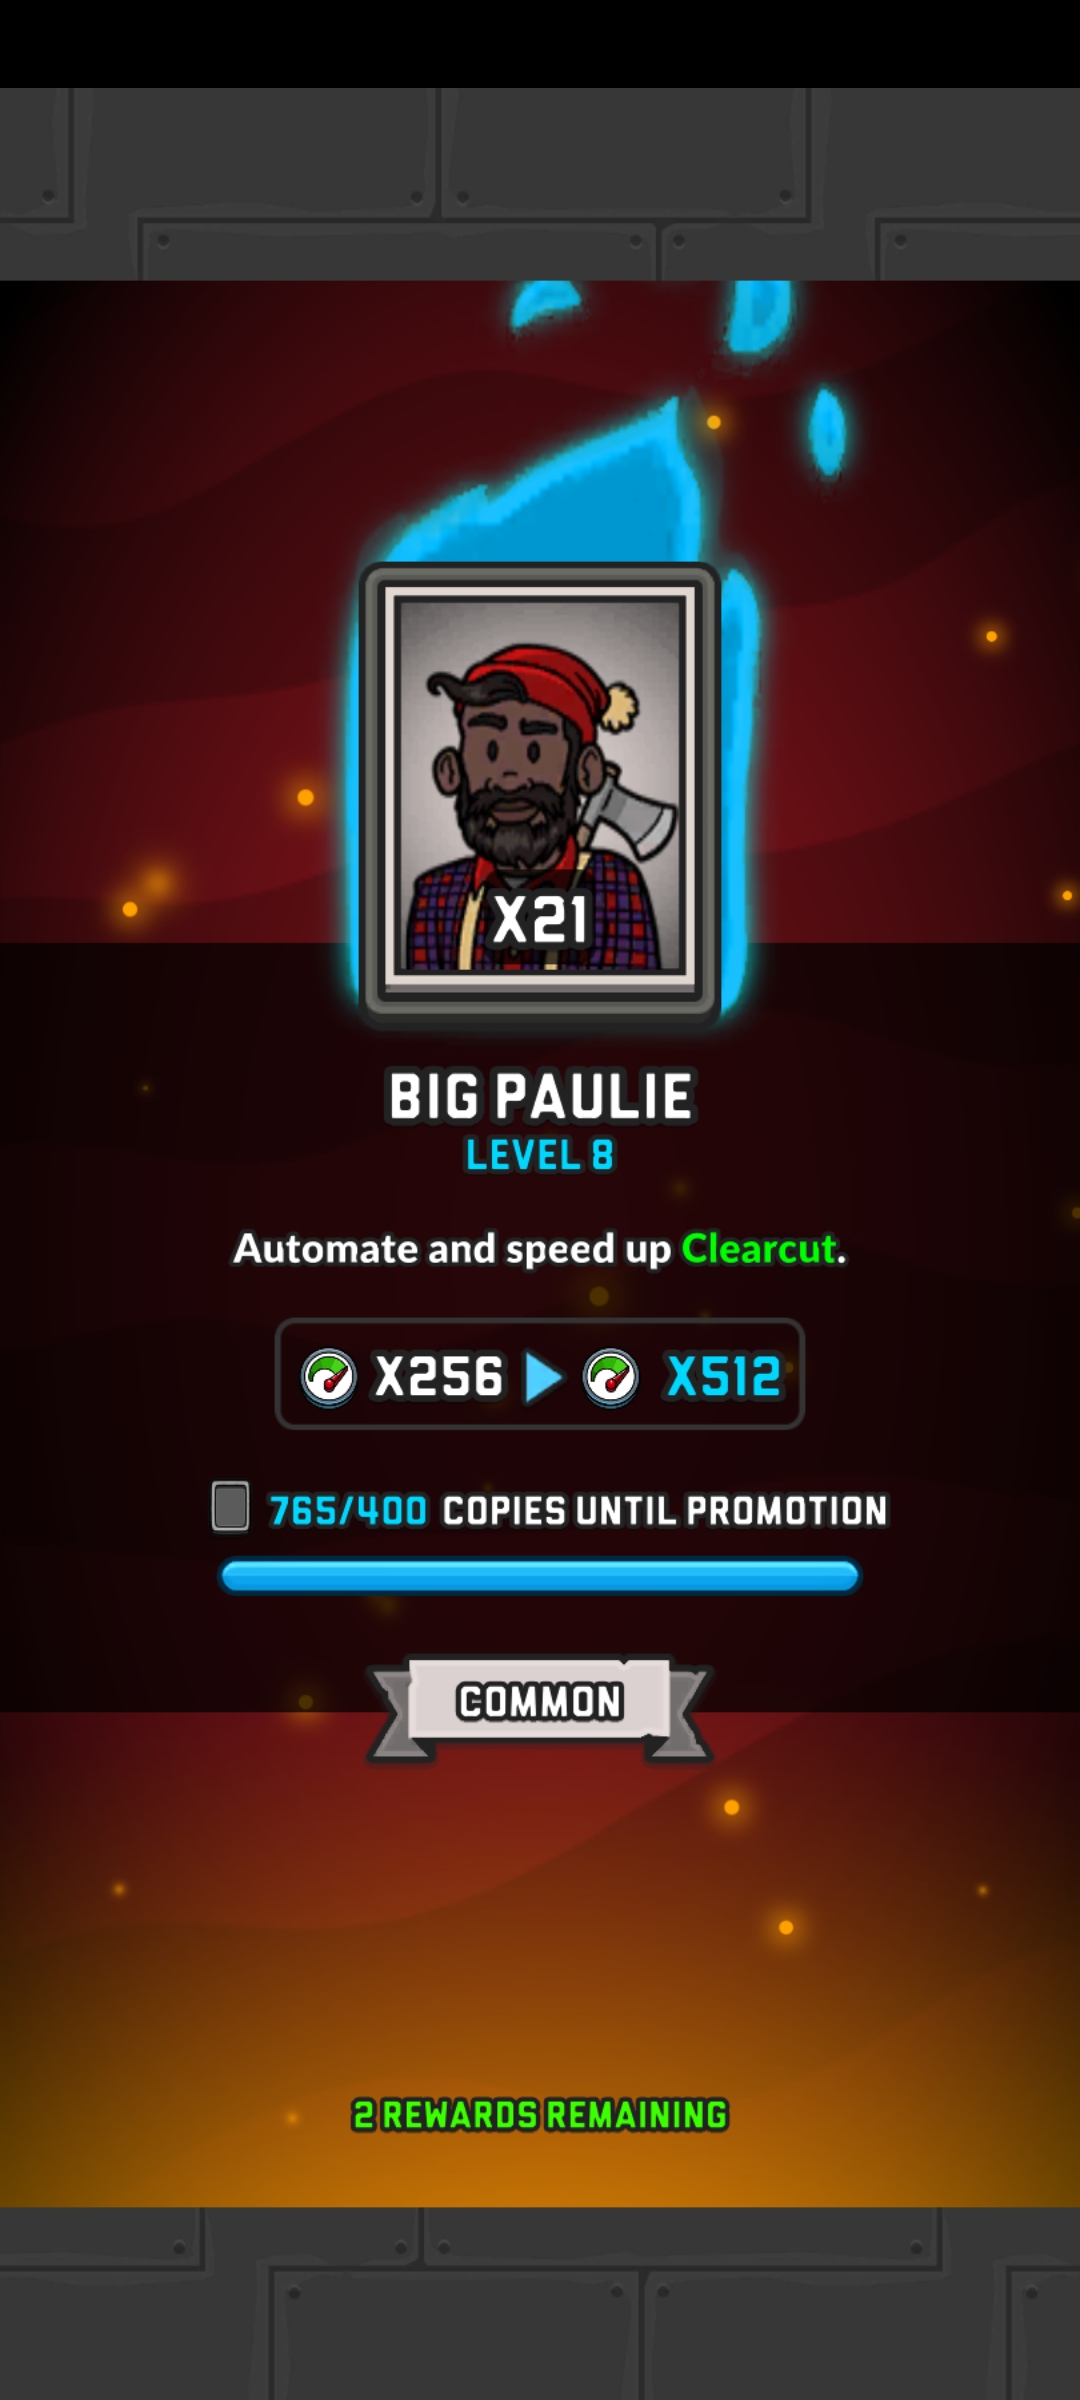 X21
BIG PAULIE
LEVEL 8
Automate and speed up Clearcut.
X256 X512
765/400 COPIES UNTIL PROMOTION
COMMON
2 REWARDS REMAINING